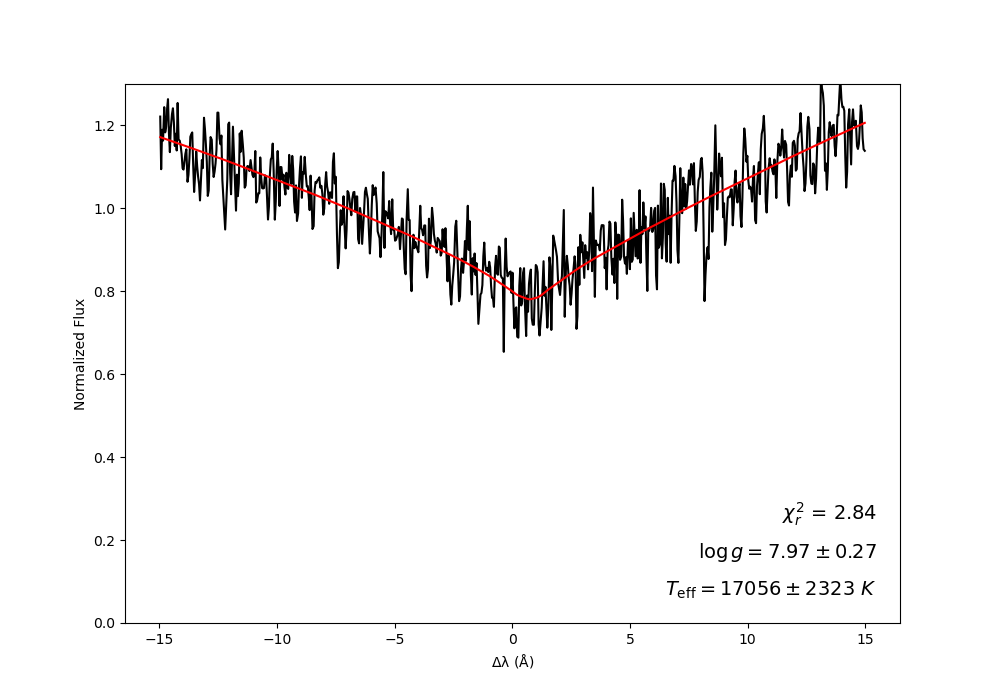 1.2
1.0
0.8
0.6
0.4
0.2
0.0
Normalized Flux
χ²ᵣ = 2.84
log g = 7.97 ± 0.27
T_eff = 17056 ± 2323 K
−15 −10 −5 0 5 10 15
Δλ (Å)